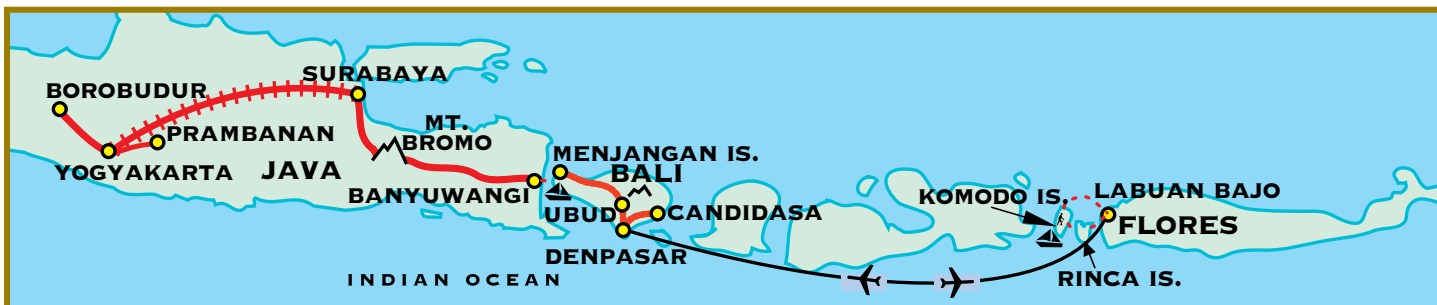 SURABAYA
BOROBUDUR
PRAMBANAN
MT.
BROMO
YOGYAKARTA
JAVA
MENJANGAN IS.
BALI
BANYUWANGI
UBUD
CANDIDASA
DENPASAR
KOMODO IS.
LABUAN BAJO
FLORES
RINCA IS.
INDIAN OCEAN